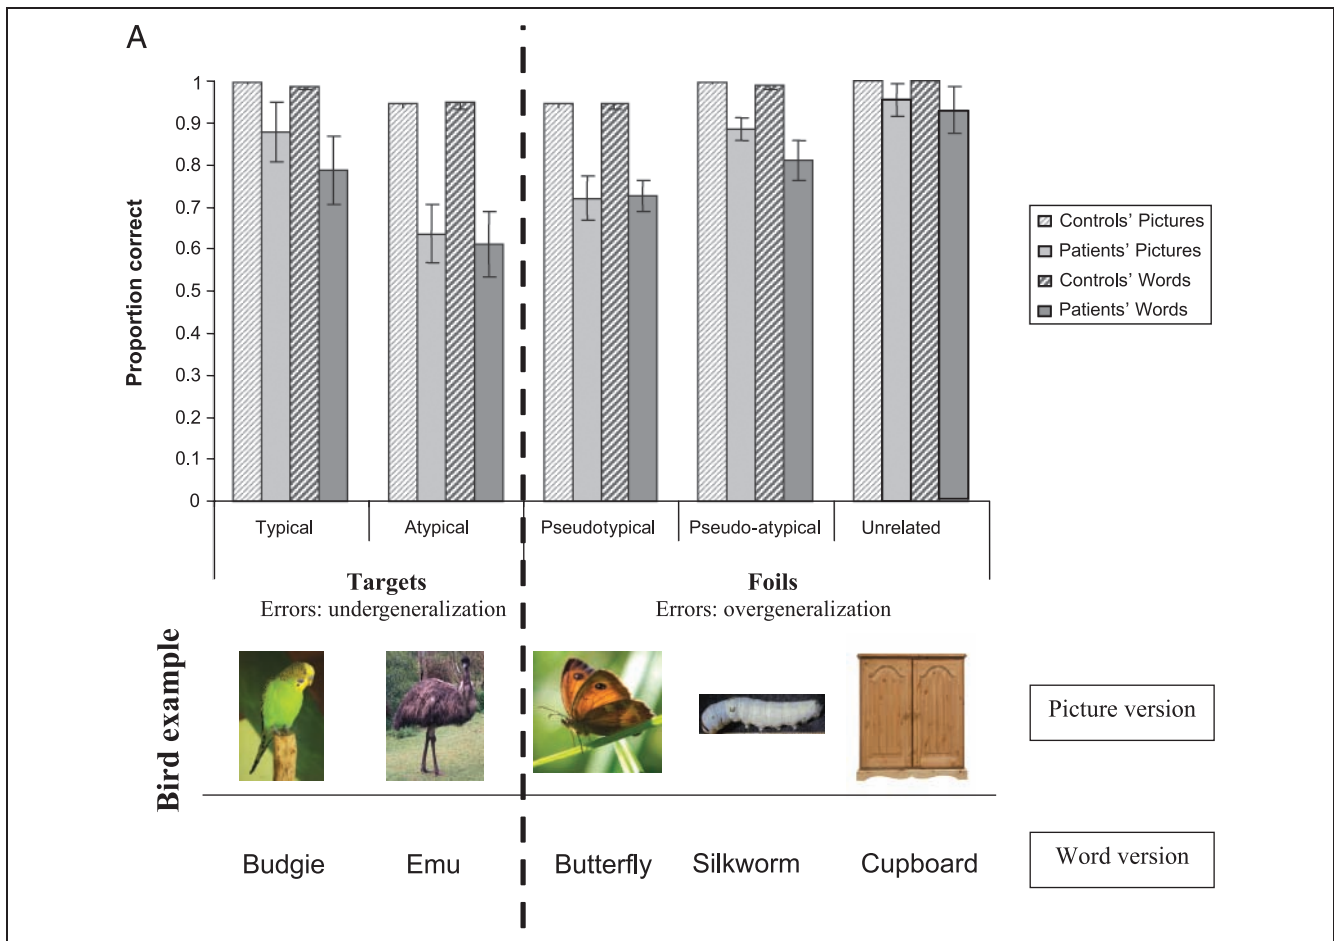 A
Proportion correct
1
0.9
0.8
0.7
0.6
0.5
0.4
0.3
0.2
0.1
0
Typical
Atypical
Pseudotypical
Pseudo-atypical
Unrelated
Targets
Errors: undergeneralization
Foils
Errors: overgeneralization
Controls' Pictures
Patients' Pictures
Controls' Words
Patients' Words
Bird example
Picture version
Budgie
Emu
Butterfly
Silkworm
Cupboard
Word version